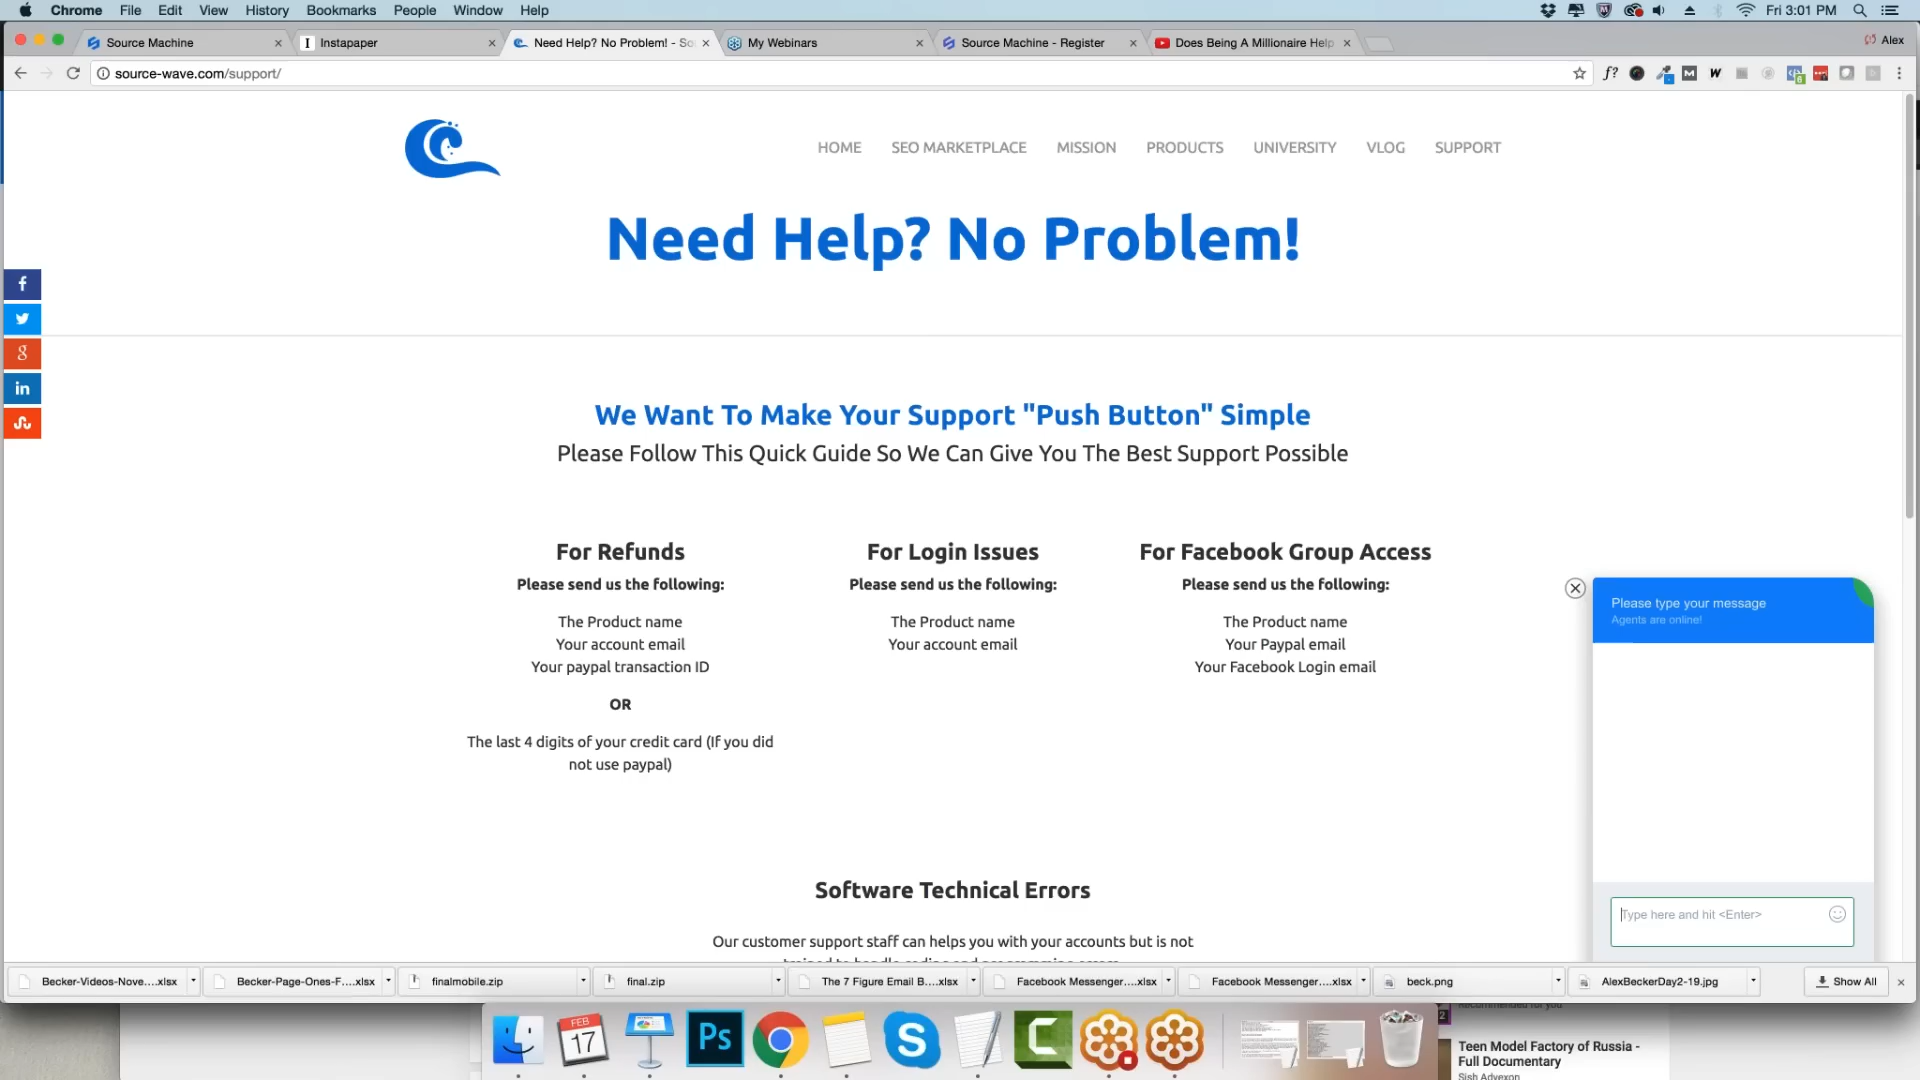 Chrome File Edit View History Bookmarks People Window Help
Fri 3:01 PM
Source Machine
Instapaper
Need Help? No Problem! - So
My Webinars
Source Machine - Register
Does Being A Millionaire Help
Alex
source-wave.com/support/
HOME SEO MARKETPLACE MISSION PRODUCTS UNIVERSITY VLOG SUPPORT
Need Help? No Problem!
We Want To Make Your Support "Push Button" Simple
Please Follow This Quick Guide So We Can Give You The Best Support Possible
For Refunds
Please send us the following:
The Product name
Your account email
Your paypal transaction ID
OR
The last 4 digits of your credit card (If you did
not use paypal)
For Login Issues
Please send us the following:
The Product name
Your account email
For Facebook Group Access
Please send us the following:
The Product name
Your Paypal email
Your Facebook Login email
Please type your message
Agents are online!
Type here and hit <Enter>
Software Technical Errors
Our customer support staff can helps you with your accounts but is not
Becker-Videos-Nove....xlsx
Becker-Page-Ones-F....xlsx
finalmobile.zip
final.zip
The 7 Figure Email B....xlsx
Facebook Messenger....xlsx
Facebook Messenger....xlsx
beck.png
AlexBeckerDay2-19.jpg
Show All
FEB
17
Ps
Recommended for you
Teen Model Factory of Russia -
Full Documentary
Sish Advexon